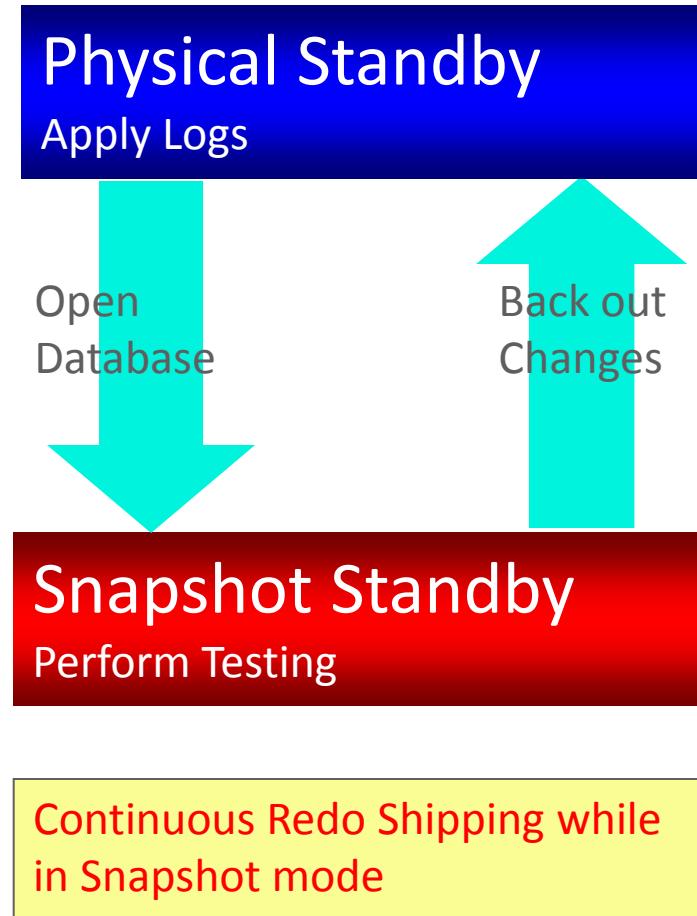 Physical Standby
Apply Logs
Open
Database
Back out
Changes
Snapshot Standby
Perform Testing
Continuous Redo Shipping while
in Snapshot mode